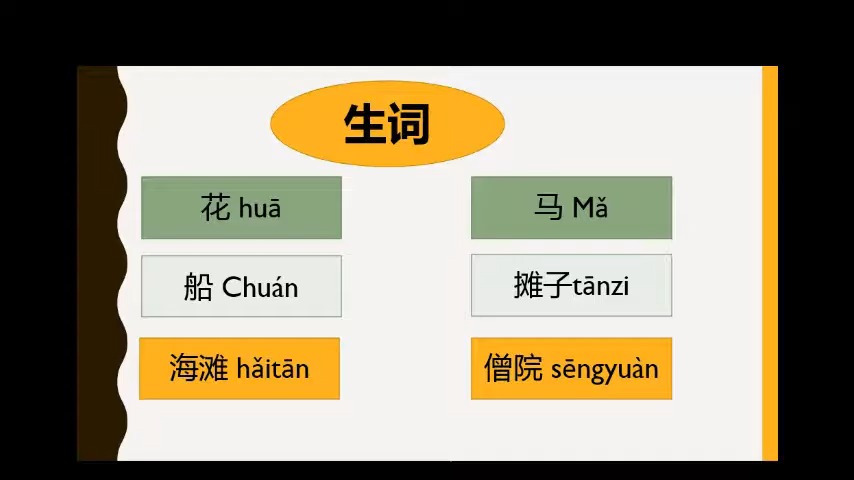 生词
花 huā
马 Mǎ
船 Chuán
摊子tānzi
海滩 hǎitān
僧院 sēngyuàn